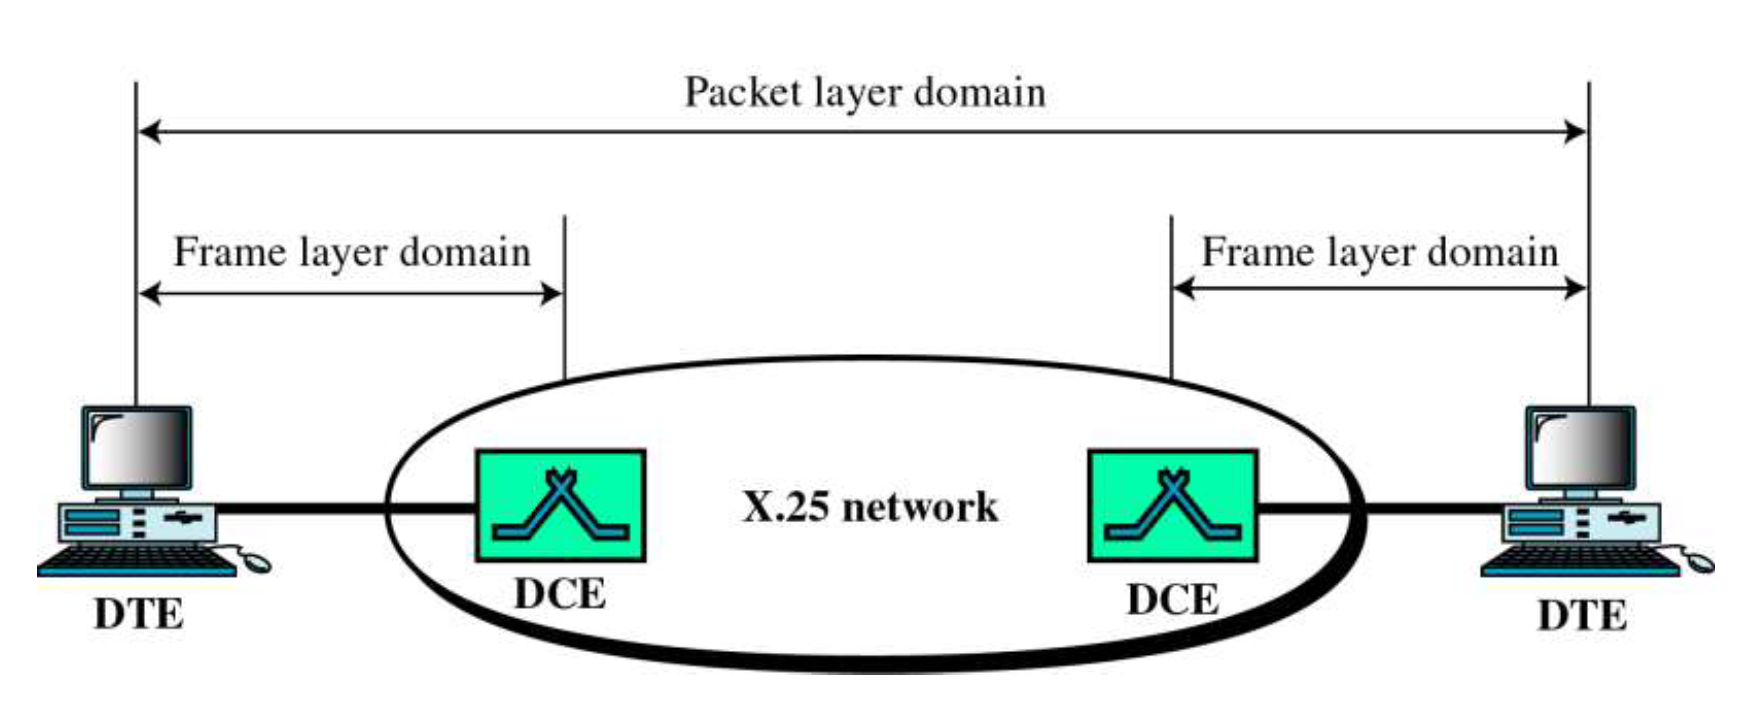 Packet layer domain
Frame layer domain
Frame layer domain
X.25 network
DCE
DCE
DTE
DTE